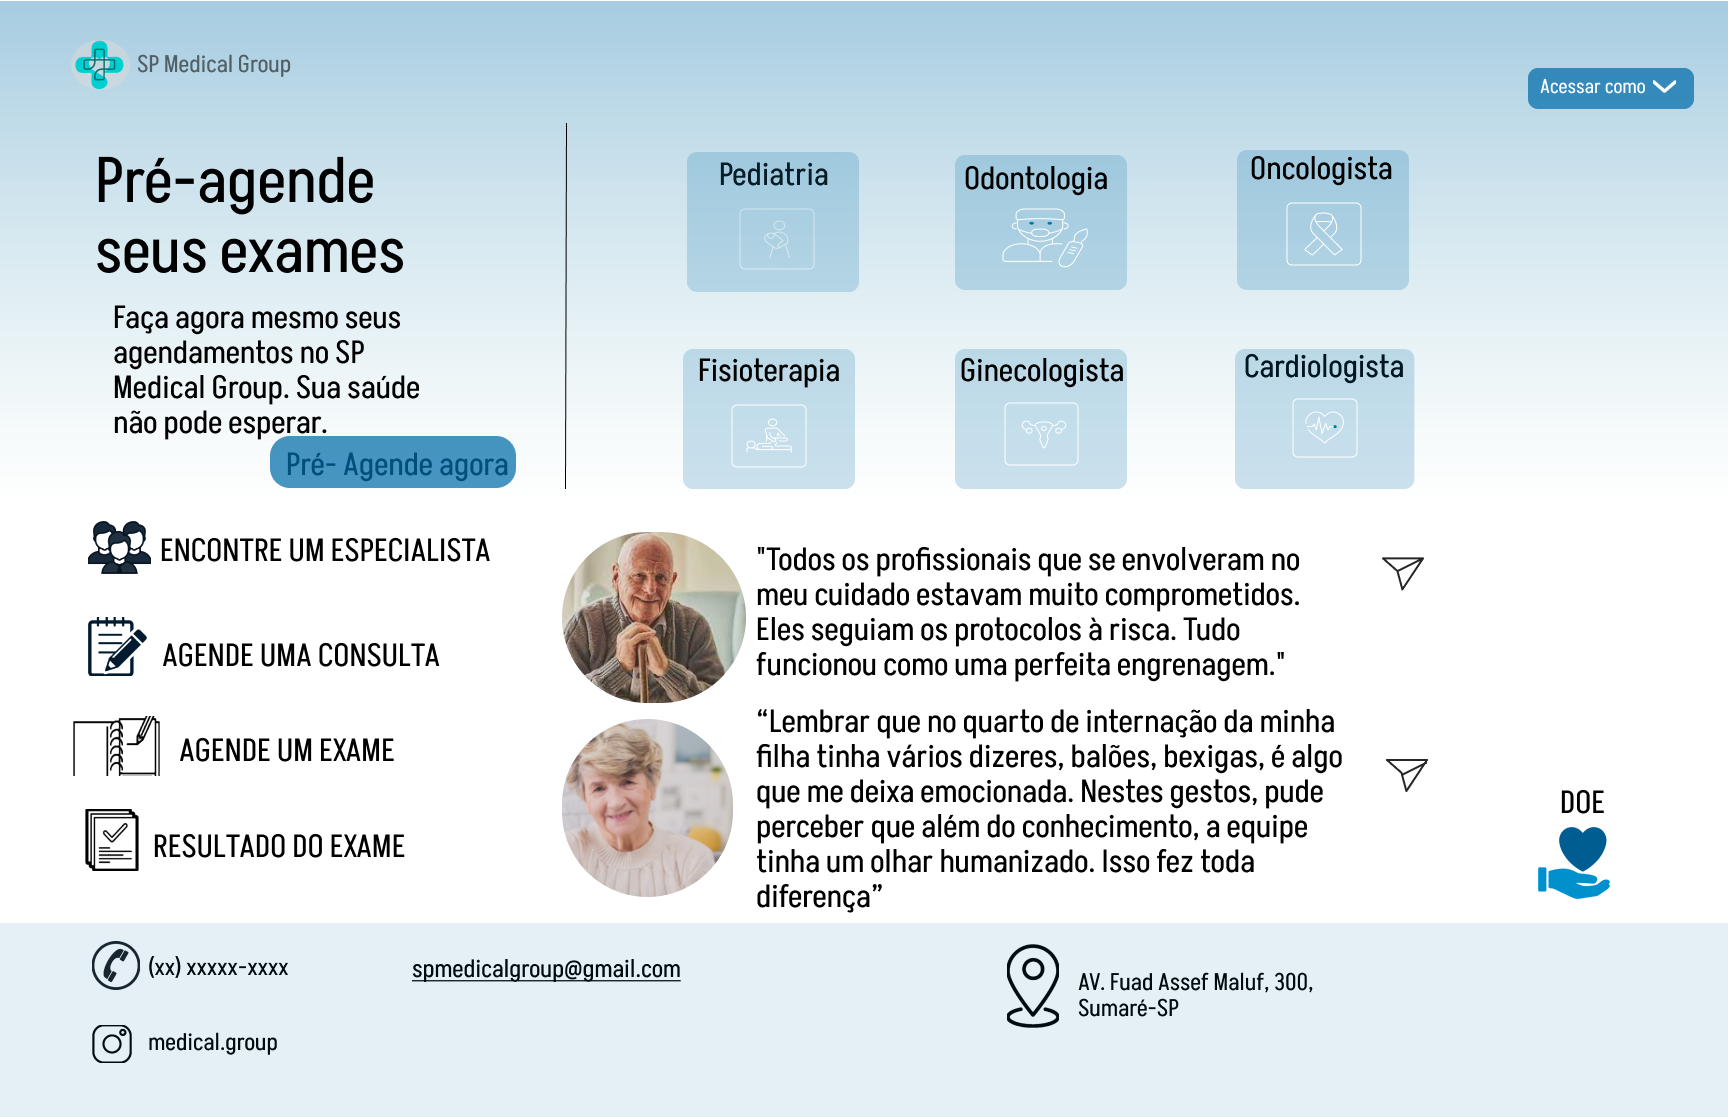 SP Medical Group
Acessar como
Pré-agende
seus exames
Faça agora mesmo seus
agendamentos no SP
Medical Group. Sua saúde
não pode esperar.
Pré- Agende agora
Pediatria
Odontologia
Oncologista
Fisioterapia
Ginecologista
Cardiologista
ENCONTRE UM ESPECIALISTA
AGENDE UMA CONSULTA
AGENDE UM EXAME
RESULTADO DO EXAME
"Todos os profissionais que se envolveram no
meu cuidado estavam muito comprometidos.
Eles seguiam os protocolos à risca. Tudo
funcionou como uma perfeita engrenagem."
“Lembrar que no quarto de internação da minha
filha tinha vários dizeres, balões, bexigas, é algo
que me deixa emocionada. Nestes gestos, pude
perceber que além do conhecimento, a equipe
tinha um olhar humanizado. Isso fez toda
diferença”
DOE
(xx) xxxxx-xxxx
spmedicalgroup@gmail.com
AV. Fuad Assef Maluf, 300,
Sumaré-SP
medical.group